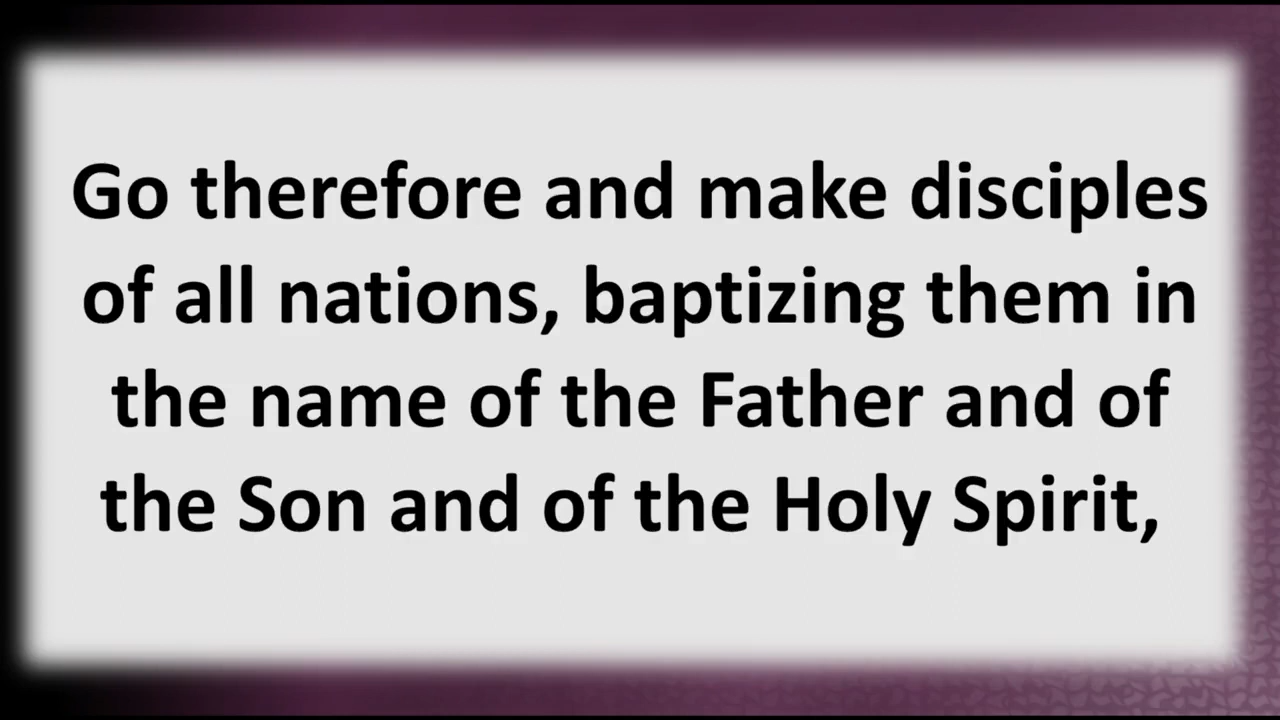 Go therefore and make disciples
of all nations, baptizing them in
the name of the Father and of
the Son and of the Holy Spirit,